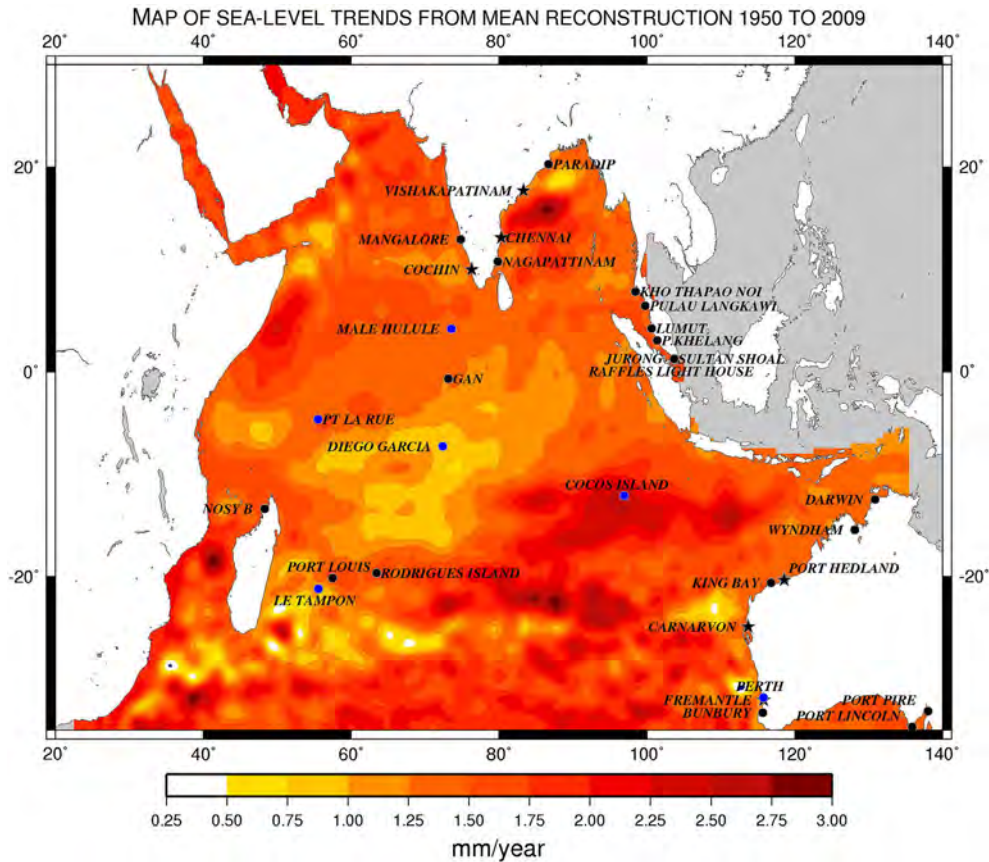 MAP OF SEA-LEVEL TRENDS FROM MEAN RECONSTRUCTION 1950 TO 2009
20° 40° 60° 80° 100° 120° 140°
20° 20°
PARADIP
VISHAKAPATINAM
MANGALORE CHENNAI
COCHIN NAGAPATTINAM
KHO THAPAO NOI
PULAU LANGKAWI
MALE HULULE LUMUT
P.KHELANG
JURONG SULTAN SHOAL
RAFFLES LIGHT HOUSE
0° 0°
GAN
PT LA RUE
DIEGO GARCIA
COCOS ISLAND
NOSY B DARWIN
WYNDHAM
PORT LOUIS RODRIGUES ISLAND PORT HEDLAND
-20° KING BAY -20°
LE TAMPON
CARNARVON
PERTH
FREMANTLE PORT PIRE
BUNBURY PORT LINCOLN
20° 40° 60° 80° 100° 120° 140°
0.25 0.50 0.75 1.00 1.25 1.50 1.75 2.00 2.25 2.50 2.75 3.00
mm/year